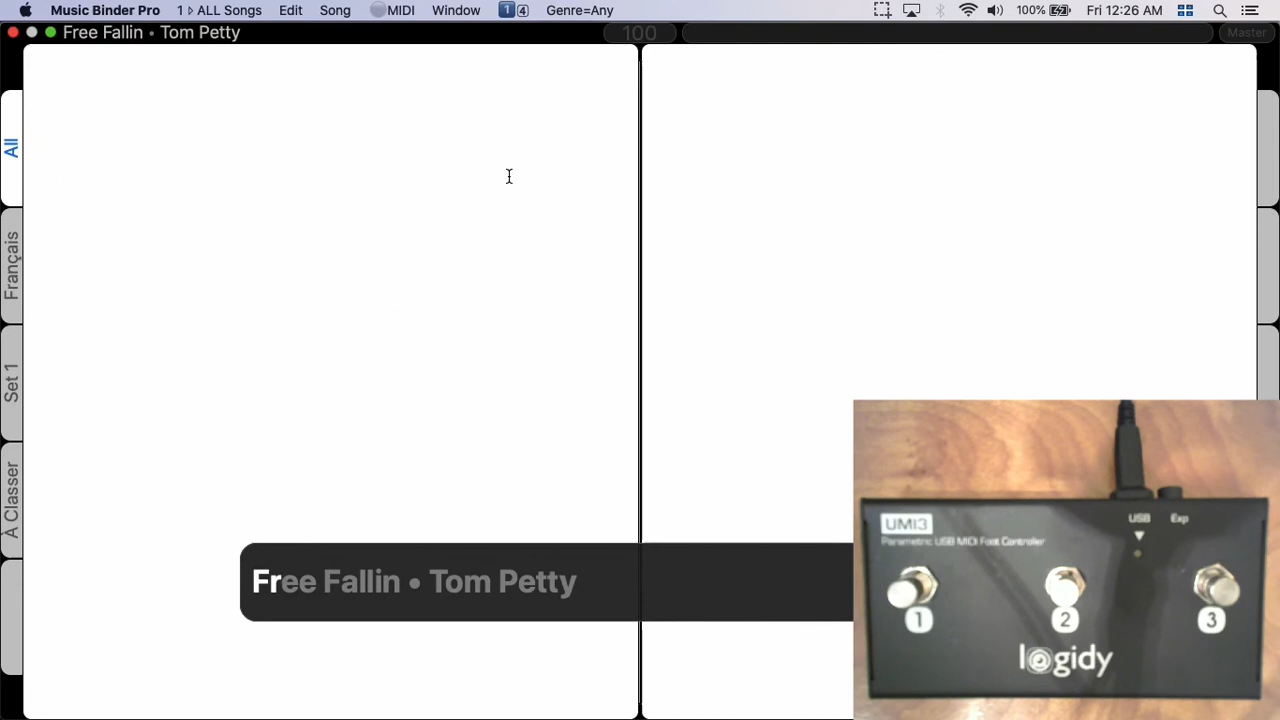 Music Binder Pro 1 ▹ ALL Songs Edit Song MIDI Window 1 4 Genre=Any 100% Fri 12:26 AM
Free Fallin • Tom Petty 100 Master
All
Français
Set 1
À Classer
Free Fallin • Tom Petty
UMI3
Parametric USB MIDI Foot Controller
USB Exp
1 2 3
logidy